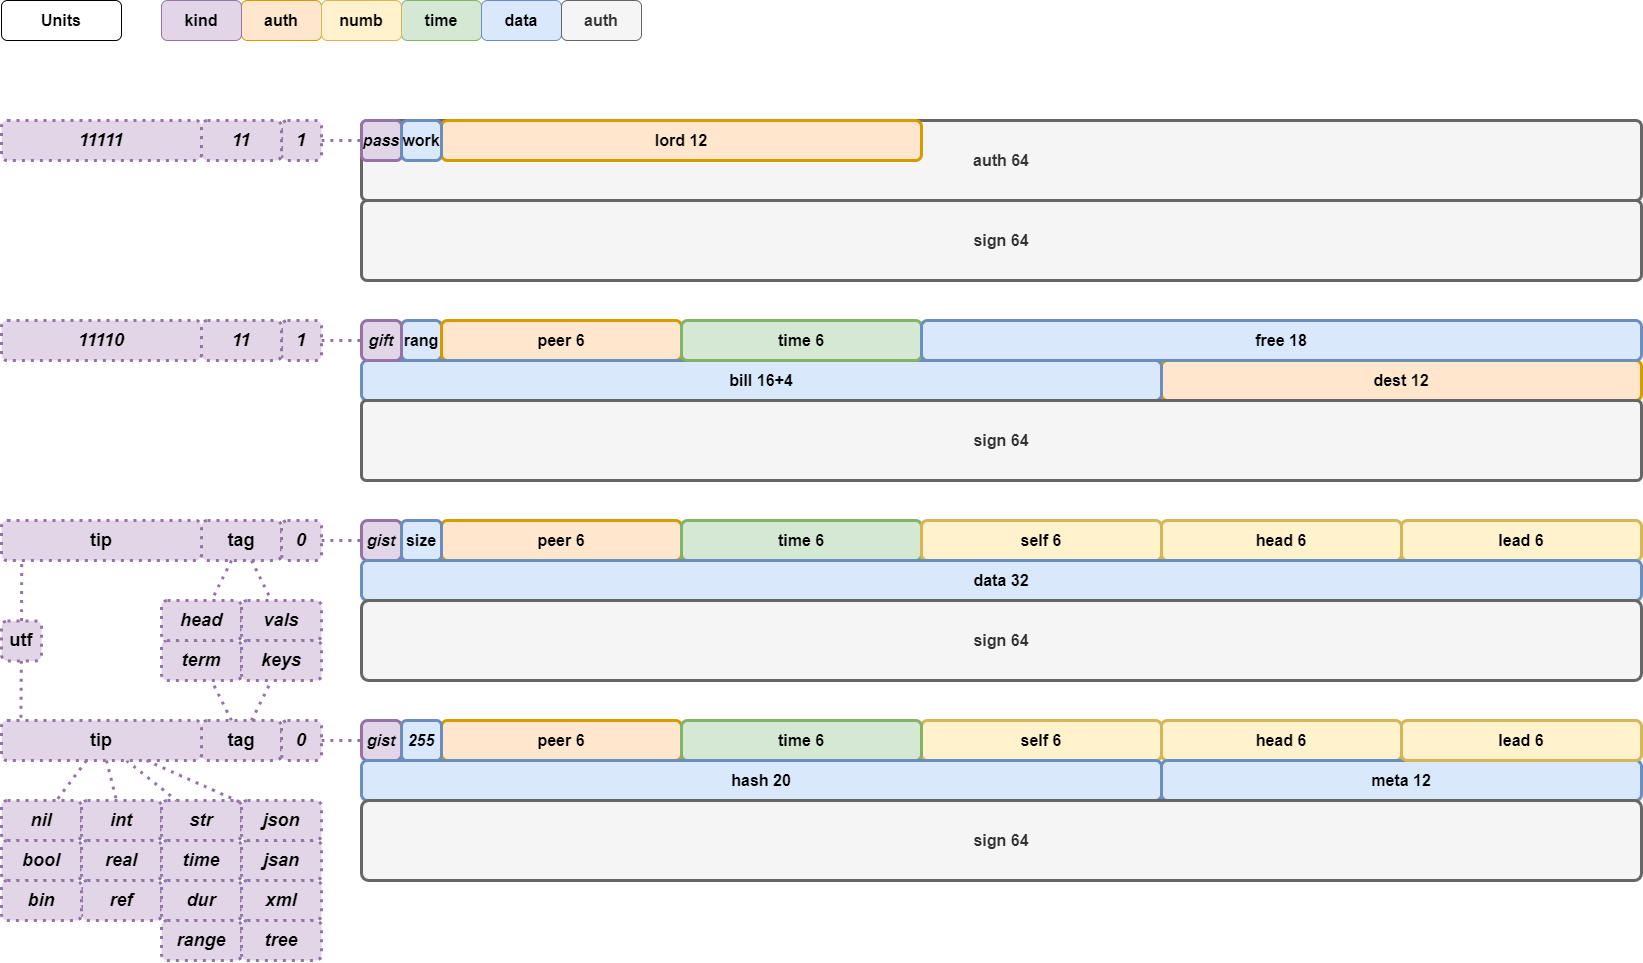 Units kind auth numb time data auth
11111 11 1 pass work lord 12
auth 64
sign 64
11110 11 1 gift rang peer 6 time 6 free 18
bill 16+4 dest 12
sign 64
tip tag 0 gist size peer 6 time 6 self 6 head 6 lead 6
data 32
head vals
utf sign 64
term keys
tip tag 0 gist 255 peer 6 time 6 self 6 head 6 lead 6
hash 20 meta 12
nil int str json
sign 64
bool real time jsan
bin ref dur xml
range tree